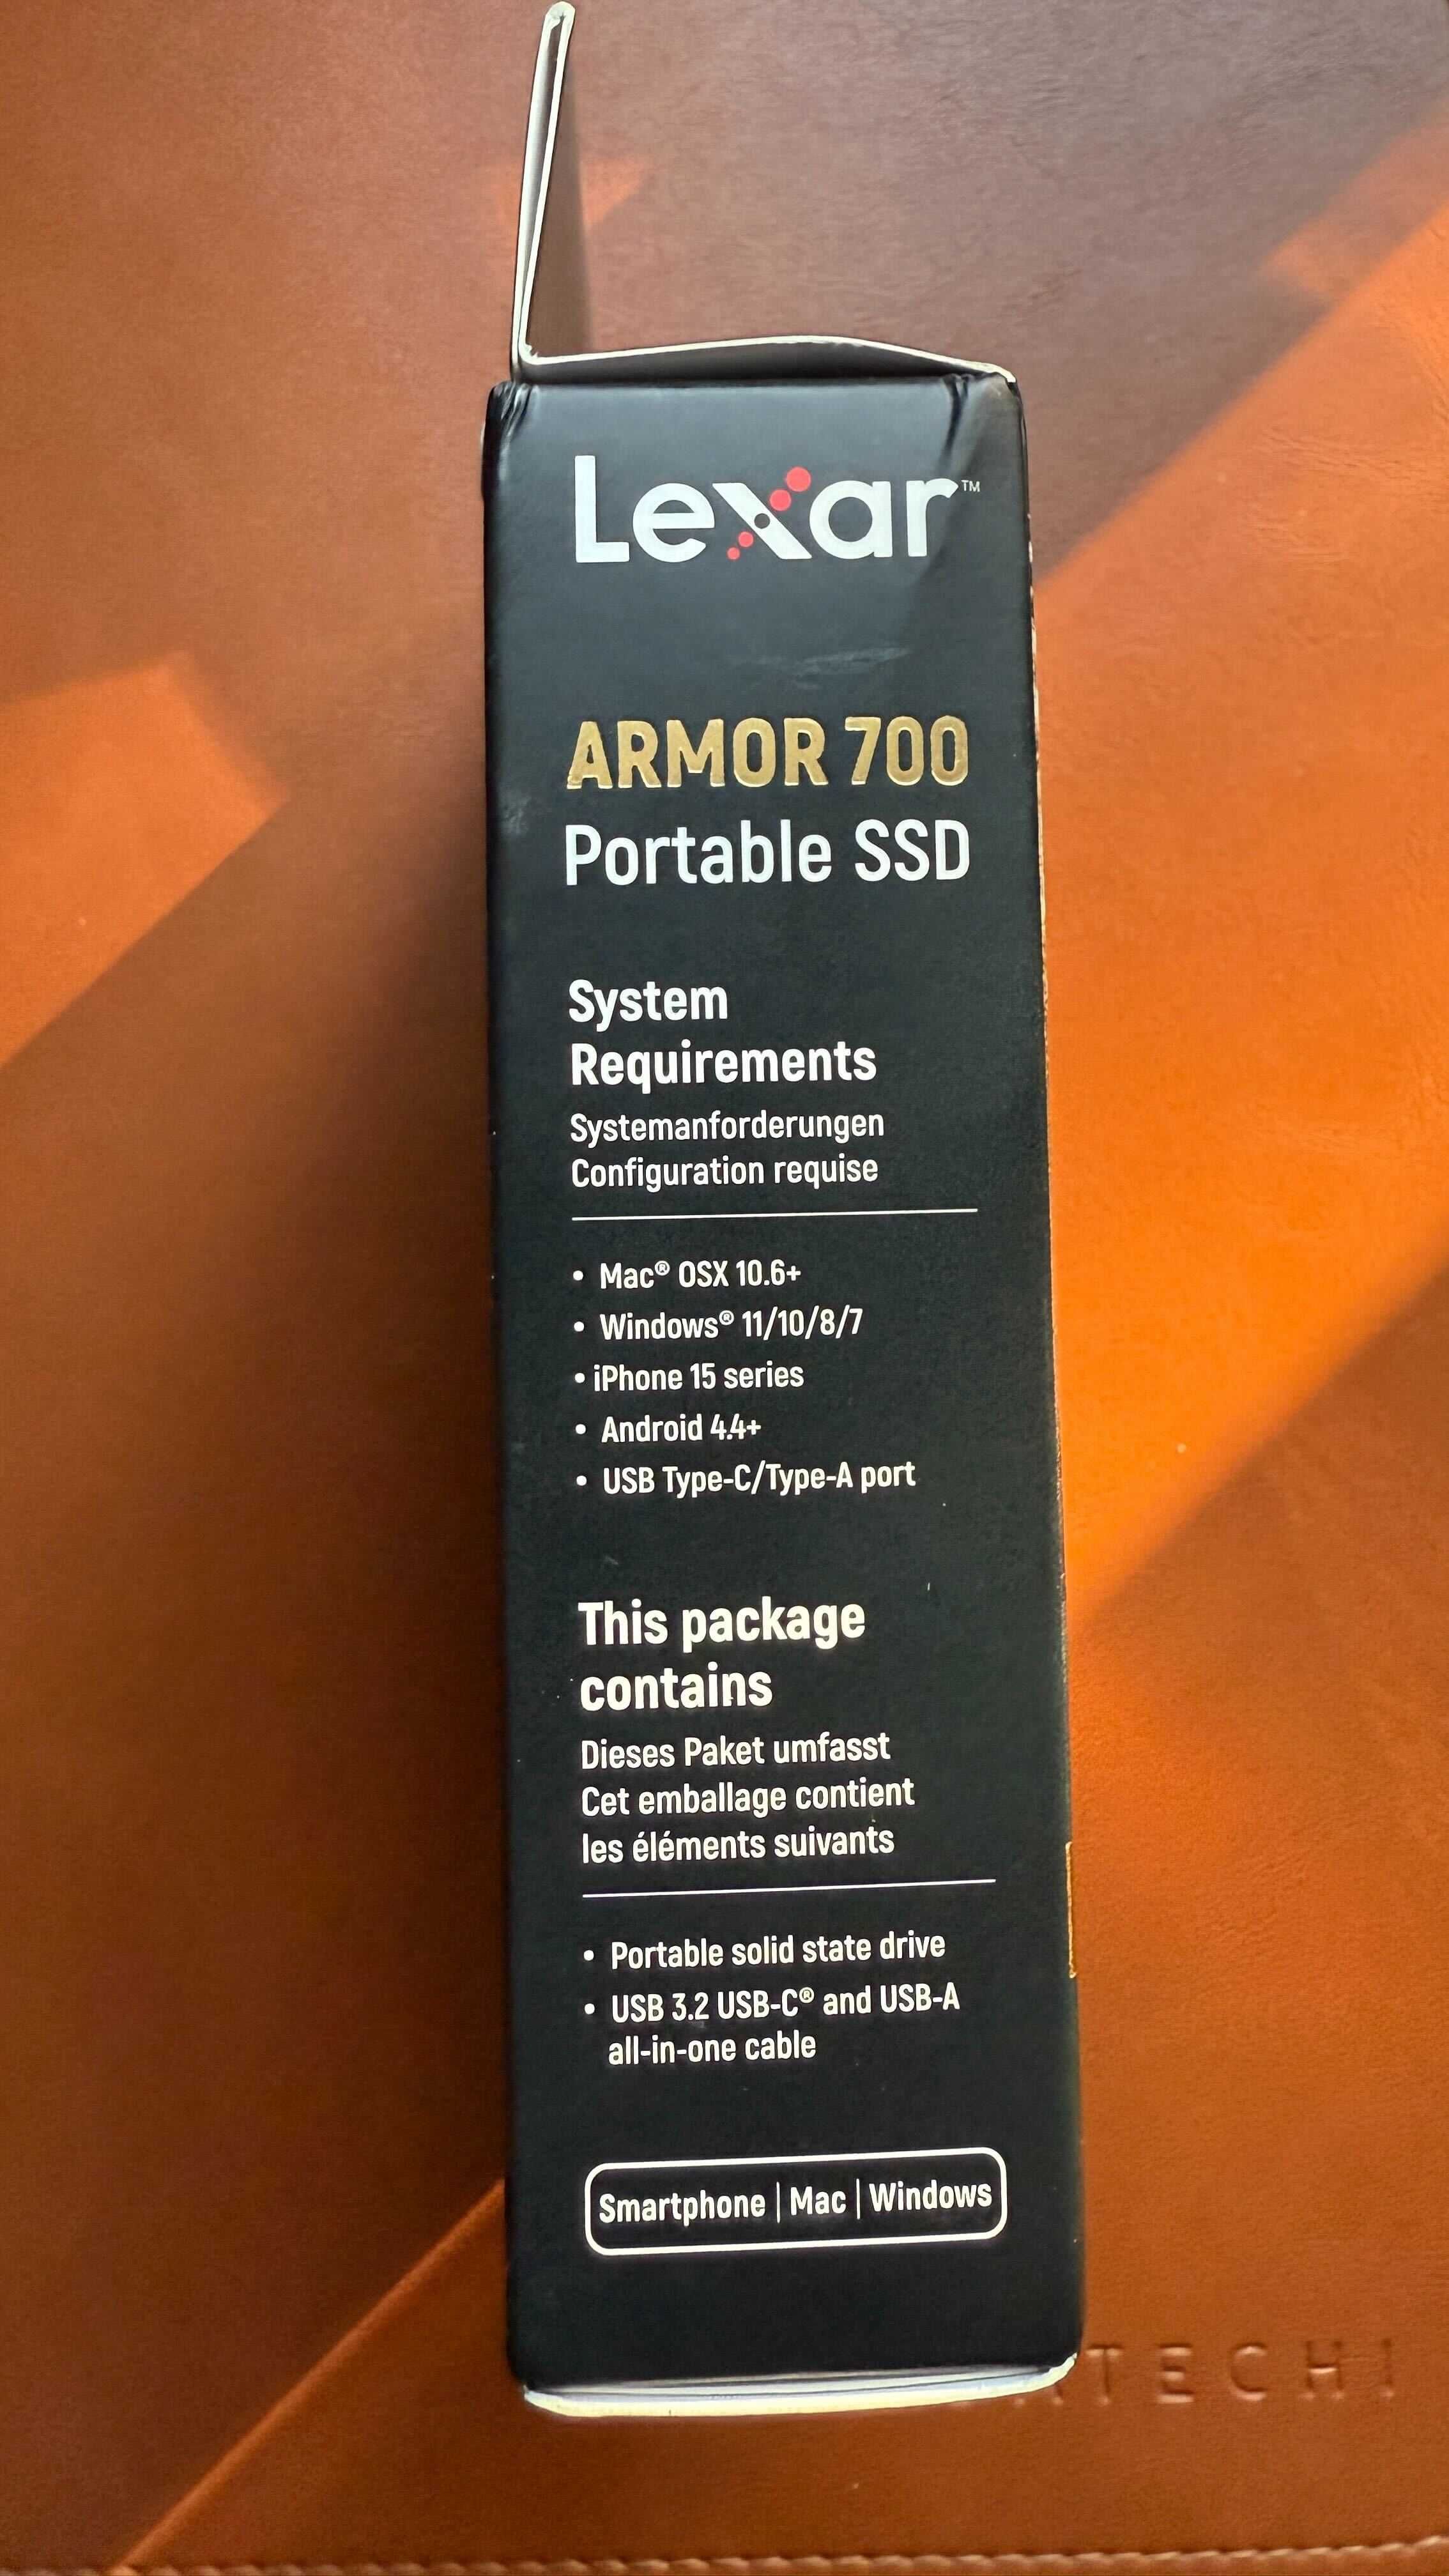 Lexar™
ARMOR 700
Portable SSD
System
Requirements
Systemanforderungen
Configuration requise
• Mac® OSX 10.6+
• Windows® 11/10/8/7
• iPhone 15 series
• Android 4.4+
• USB Type-C/Type-A port
This package
contains
Dieses Paket umfasst
Cet emballage contient
les éléments suivants
• Portable solid state drive
• USB 3.2 USB-C® and USB-A
all-in-one cable
Smartphone | Mac | Windows